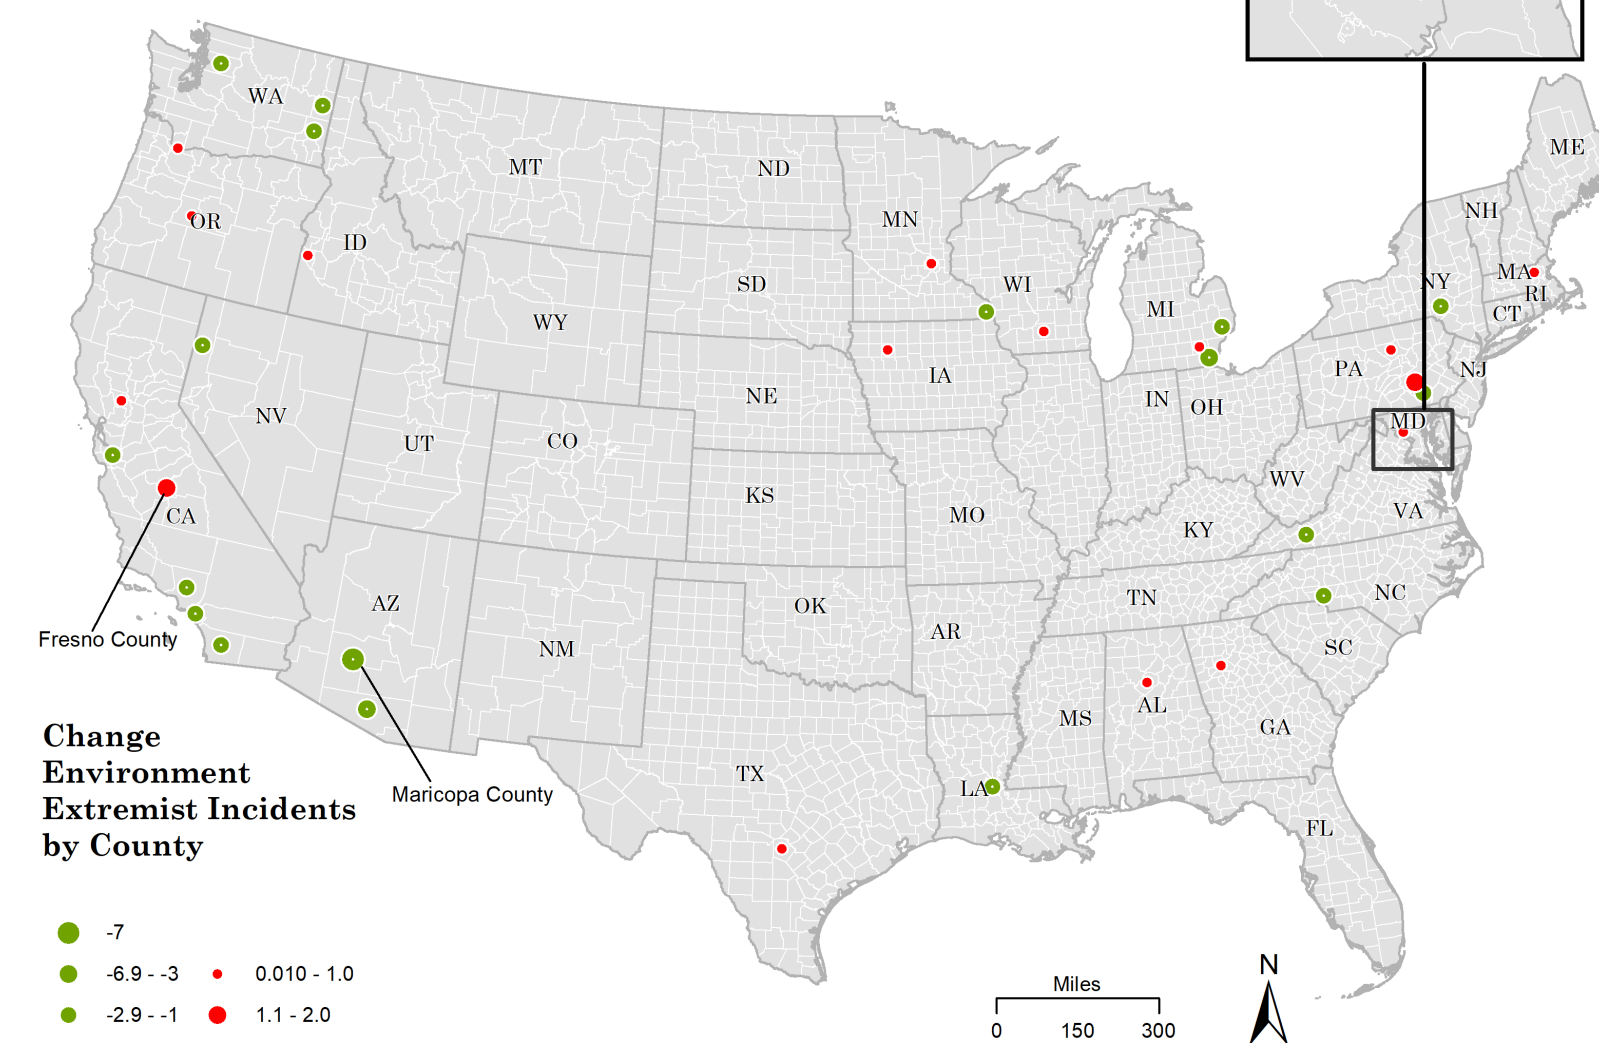 WA
MT
ND
ME
MN
NH
OR
ID
SD
WI
MI
NY
MA
RI
CT
WY
IA
PA
NJ
NE
IN
OH
NV
UT
CO
MD
KS
WV
CA
MO
KY
VA
AZ
OK
TN
NC
AR
Fresno County
NM
SC
MS
AL
GA
Change
Environment
Extremist Incidents
by County
TX
LA
Maricopa County
FL
-7
-6.9 - -3
0.010 - 1.0
-2.9 - -1
1.1 - 2.0
Miles
0 150 300
N